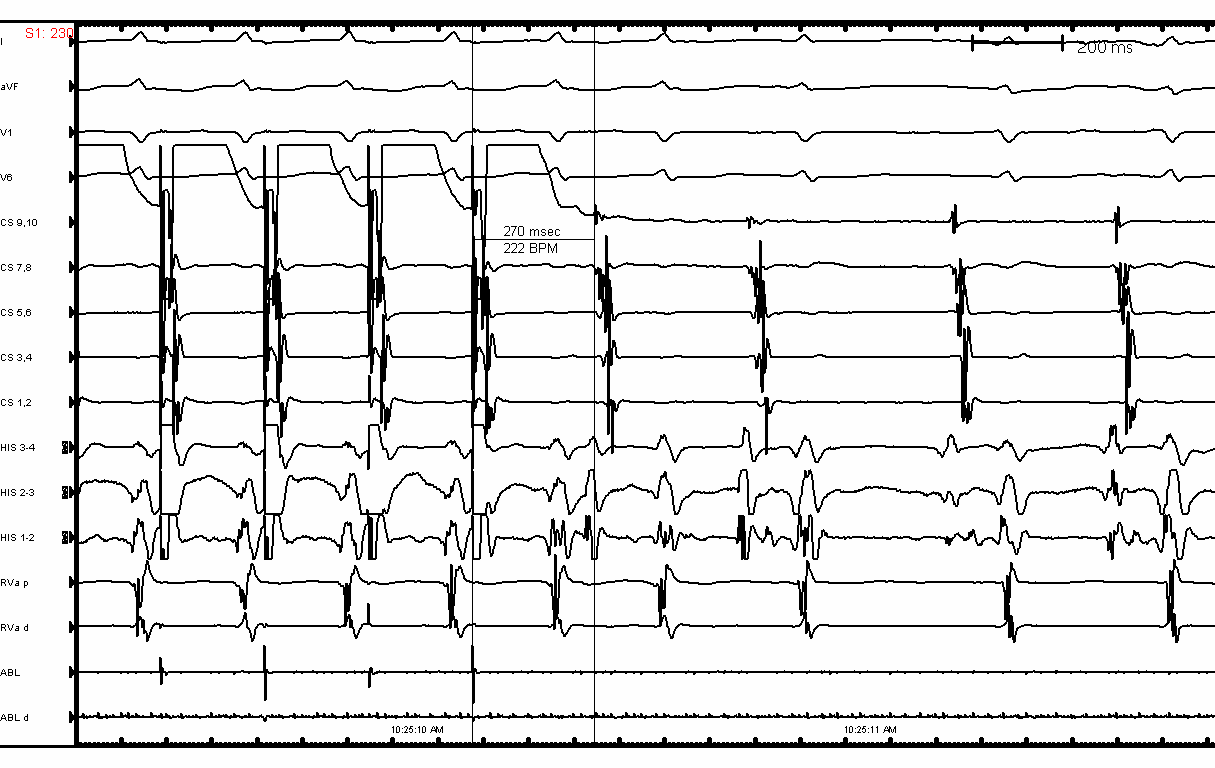 S1: 230
I
200 ms
aVF
V1
V6
CS 9,10
270 msec
222 BPM
CS 7,8
CS 5,6
CS 3,4
CS 1,2
HIS 3-4
HIS 2-3
HIS 1-2
RVa p
RVa d
ABL
ABL d
10:25:10 AM
10:25:11 AM